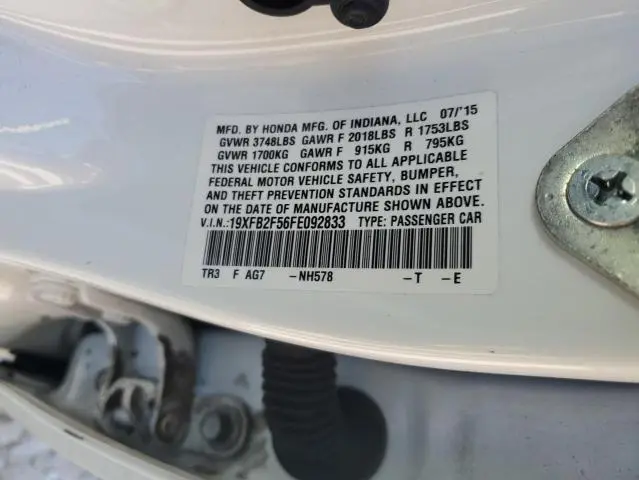 MFD. BY HONDA MFG. OF INDIANA, LLC 07/'15
GVWR 3748LBS GAWR F 2018LBS R 1753LBS
GVWR 1700KG GAWR F 915KG R 795KG
THIS VEHICLE CONFORMS TO ALL APPLICABLE
FEDERAL MOTOR VEHICLE SAFETY, BUMPER,
AND THEFT PREVENTION STANDARDS IN EFFECT
ON THE DATE OF MANUFACTURE SHOWN ABOVE.
V.I.N.:19XFB2F56FE092833 TYPE: PASSENGER CAR
TR3 F AG7 -NH578 -T -E